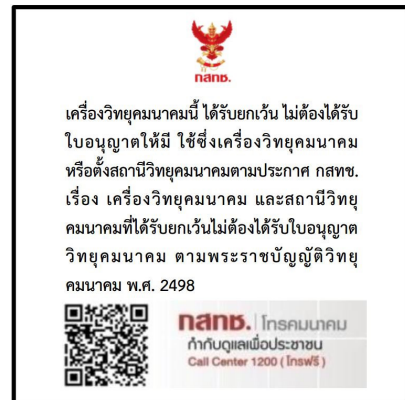 กสทช.
เครื่องวิทยุคมนาคมนี้ ได้รับยกเว้น ไม่ต้องได้รับ
ใบอนุญาตให้มี ใช้ซึ่งเครื่องวิทยุคมนาคม
หรือตั้งสถานีวิทยุคมนาคมตามประกาศ กสทช.
เรื่อง เครื่องวิทยุคมนาคม และสถานีวิทยุ
คมนาคมที่ได้รับยกเว้นไม่ต้องได้รับใบอนุญาต
วิทยุคมนาคม ตามพระราชบัญญัติวิทยุ
คมนาคม พ.ศ. 2498
กสทช. โทรคมนาคม
กำกับดูแลเพื่อประชาชน
Call Center 1200 ( โทรฟรี )